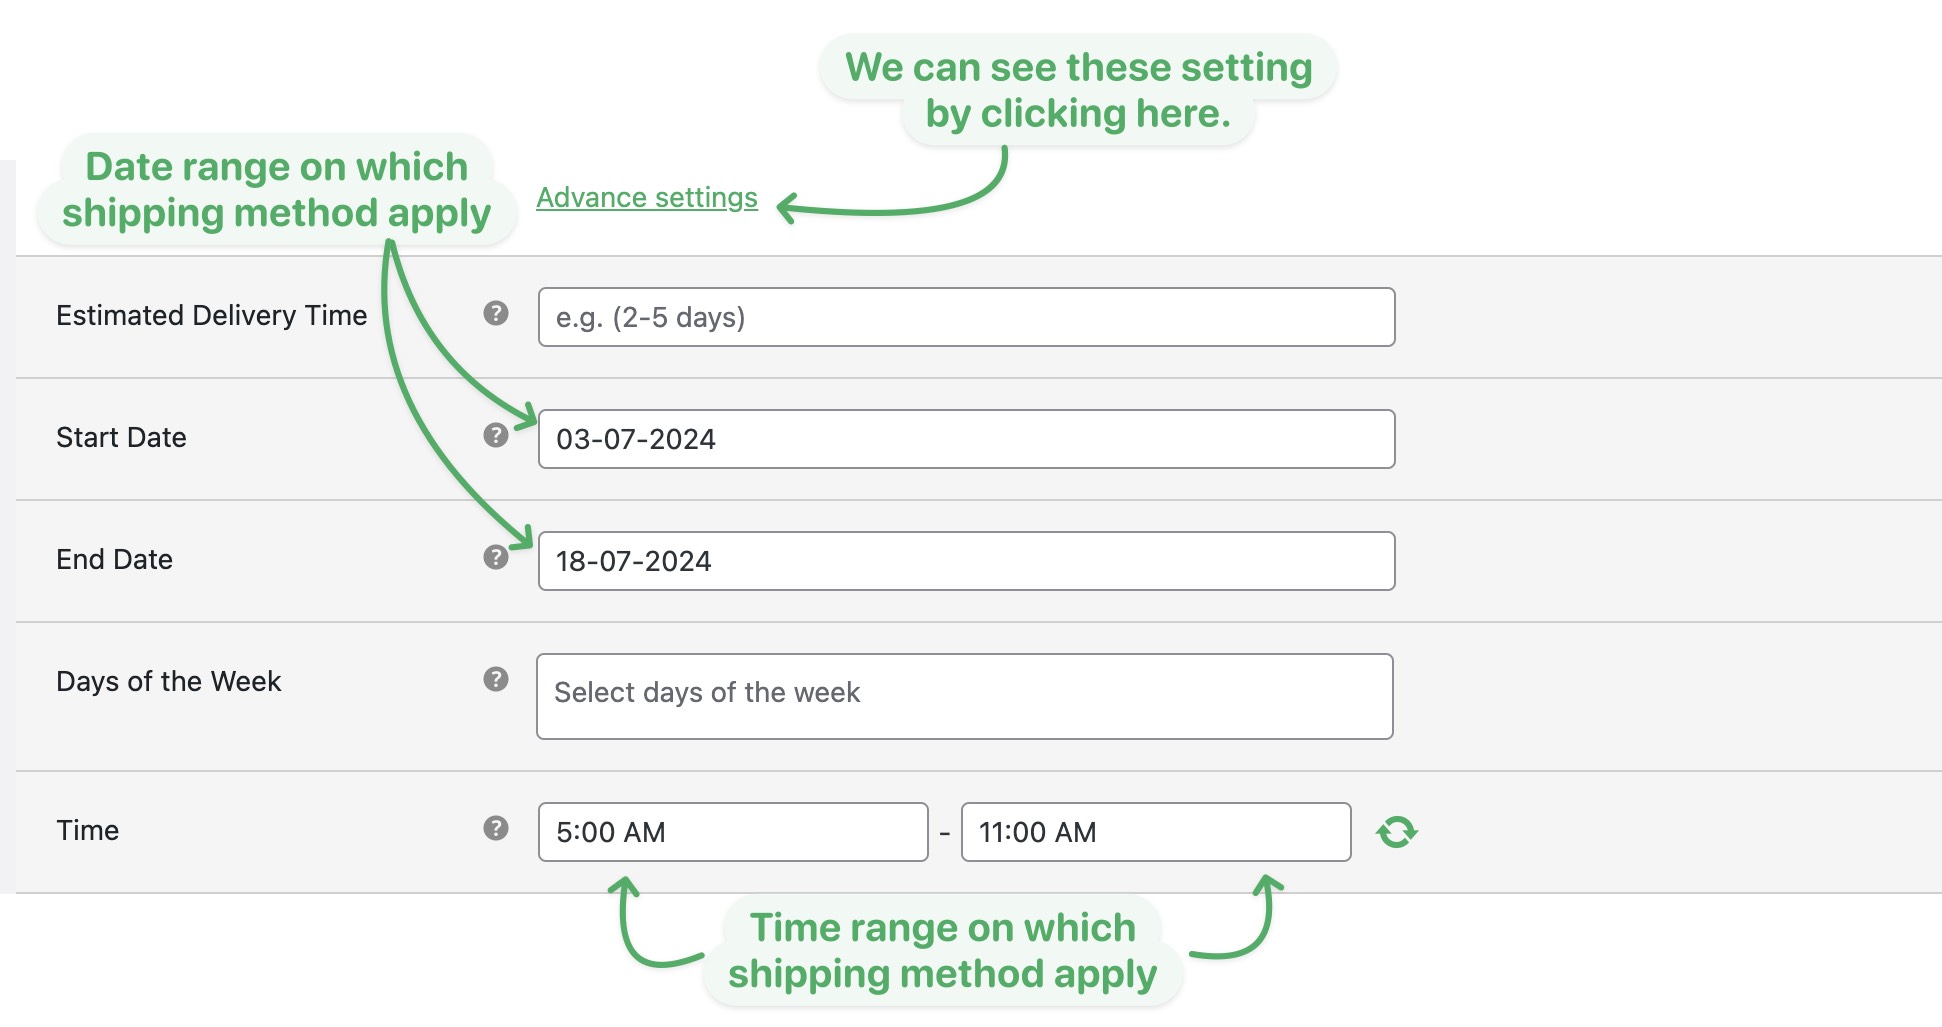 We can see these setting
by clicking here.
Date range on which
shipping method apply
Advance settings
Estimated Delivery Time
?
e.g. (2-5 days)
Start Date
?
03-07-2024
End Date
?
18-07-2024
Days of the Week
?
Select days of the week
Time
?
5:00 AM
-
11:00 AM
Time range on which
shipping method apply